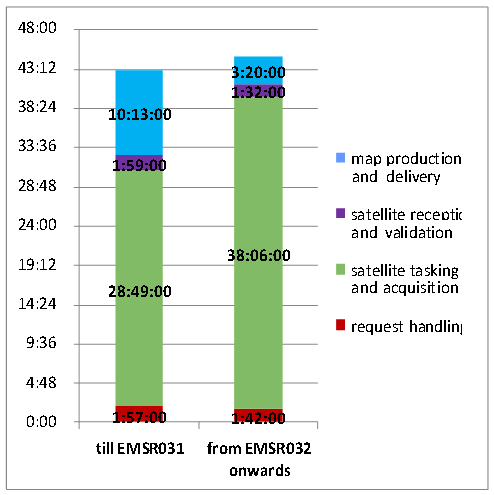 48:00
43:12
38:24
33:36
28:48
24:00
19:12
14:24
9:36
4:48
0:00
10:13:00
1:59:00
28:49:00
1:57:00
3:20:00
1:32:00
38:06:00
1:42:00
till EMSR031
from EMSR032
onwards
map production
and delivery
satellite receptic
and validation
satellite tasking
and acquisition
request handling